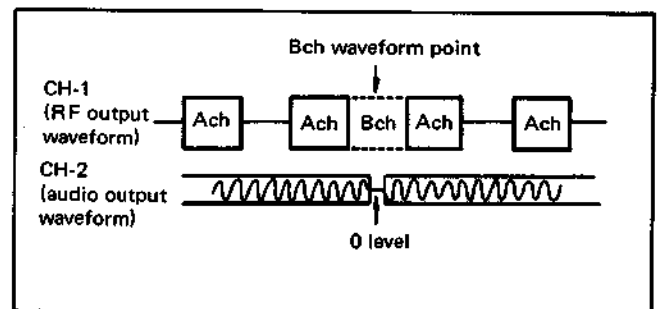 Bch waveform point
CH-1
(RF output
waveform)
Ach Ach Bch Ach Ach
CH-2
(audio output
waveform)
0 level